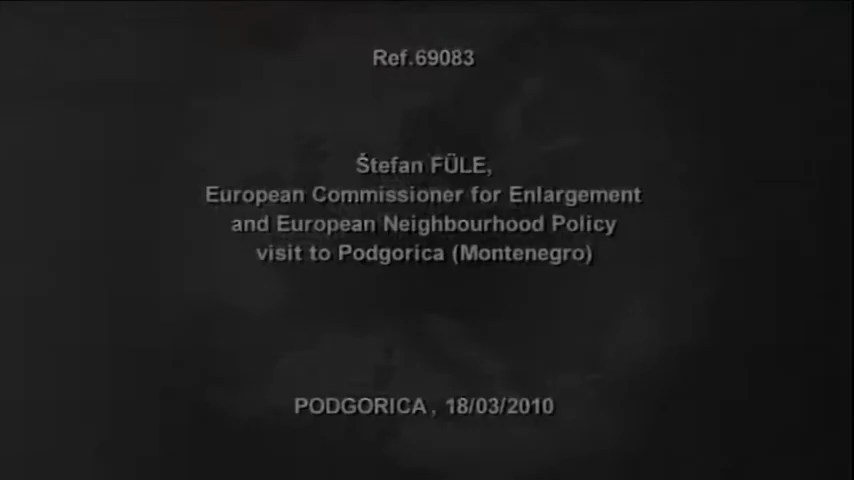 Ref.69083
Štefan FÜLE,
European Commissioner for Enlargement
and European Neighbourhood Policy
visit to Podgorica (Montenegro)
PODGORICA , 18/03/2010